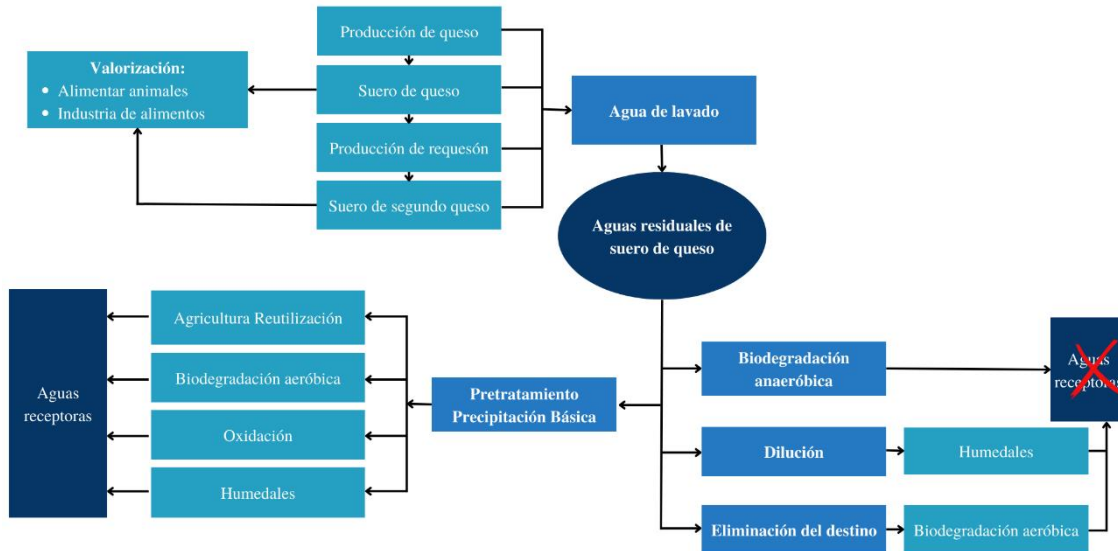 Producción de queso
Valorización:
• Alimentar animales
• Industria de alimentos
Suero de queso
Agua de lavado
Producción de requesón
Suero de segundo queso
Aguas residuales de
suero de queso
Agricultura Reutilización
Biodegradación aeróbica
Aguas
receptoras
Oxidación
Humedales
Pretratamiento
Precipitación Básica
Biodegradación
anaeróbica
Aguas
receptoras
Dilución
Humedales
Eliminación del destino
Biodegradación aeróbica